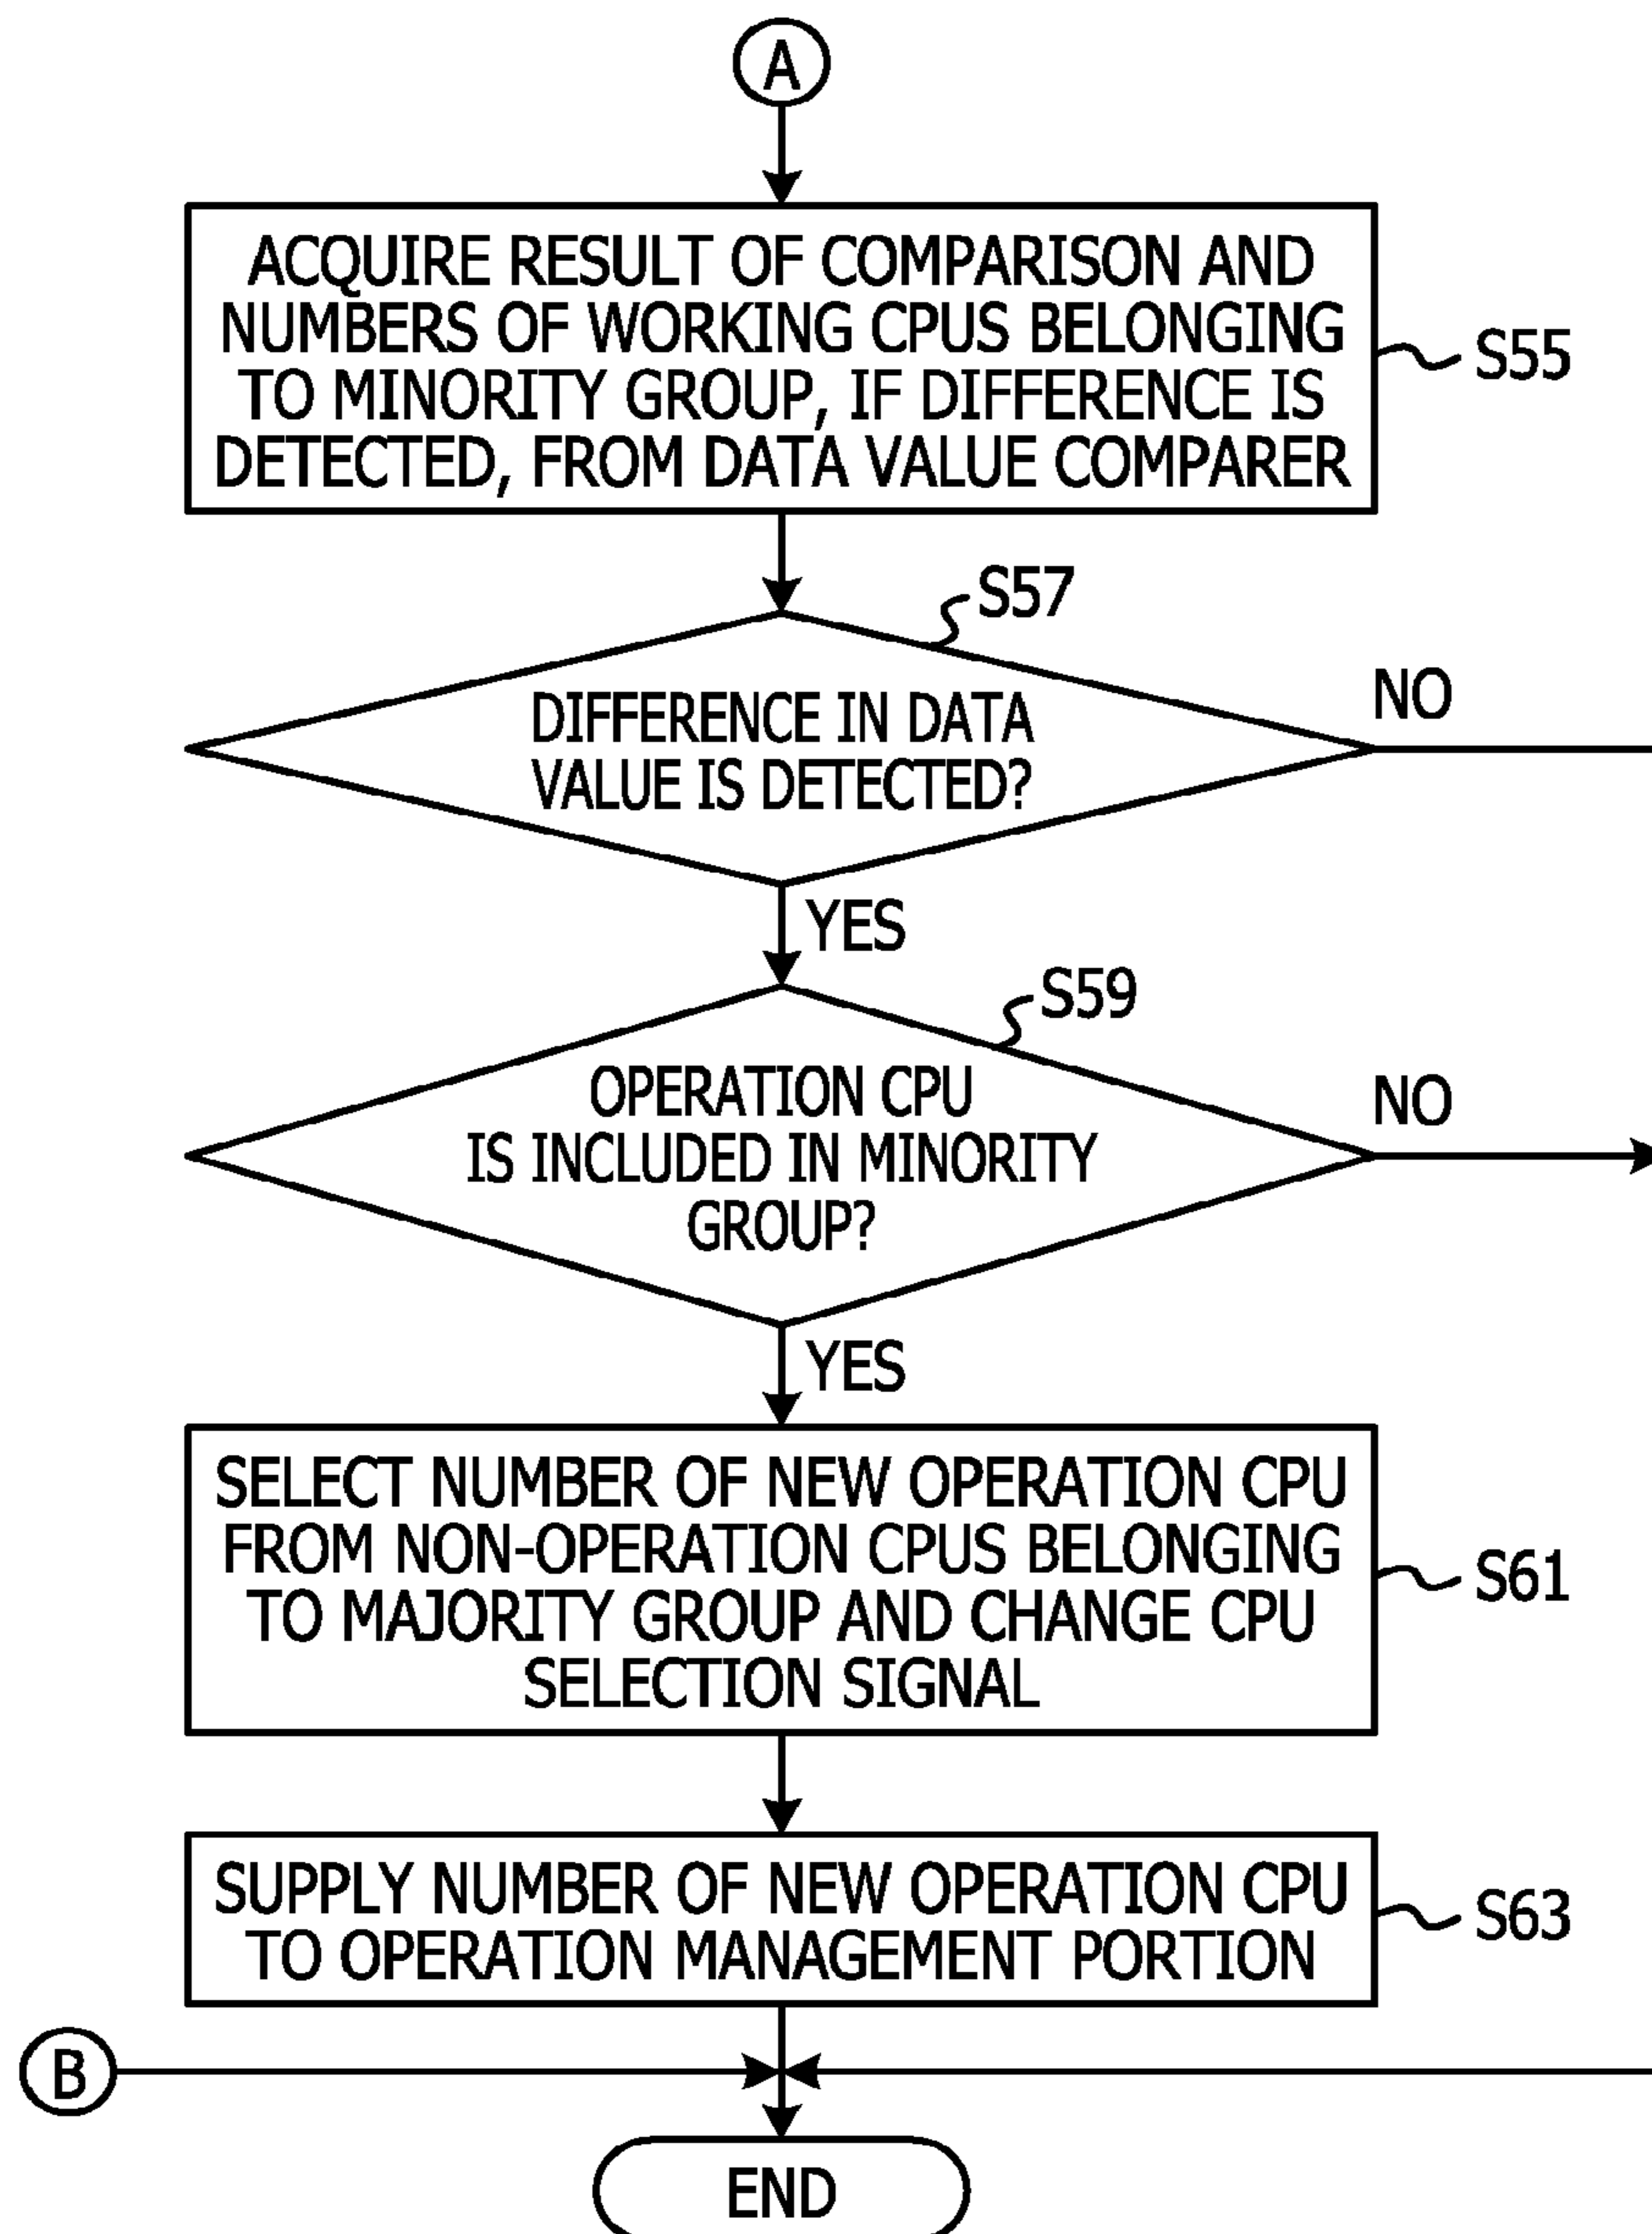 A
ACQUIRE RESULT OF COMPARISON AND
NUMBERS OF WORKING CPUS BELONGING
TO MINORITY GROUP, IF DIFFERENCE IS
DETECTED, FROM DATA VALUE COMPARER
S55
S57
DIFFERENCE IN DATA
VALUE IS DETECTED?
NO
YES
S59
OPERATION CPU
IS INCLUDED IN MINORITY
GROUP?
NO
YES
SELECT NUMBER OF NEW OPERATION CPU
FROM NON-OPERATION CPUS BELONGING
TO MAJORITY GROUP AND CHANGE CPU
SELECTION SIGNAL
S61
SUPPLY NUMBER OF NEW OPERATION CPU
TO OPERATION MANAGEMENT PORTION
S63
B
END